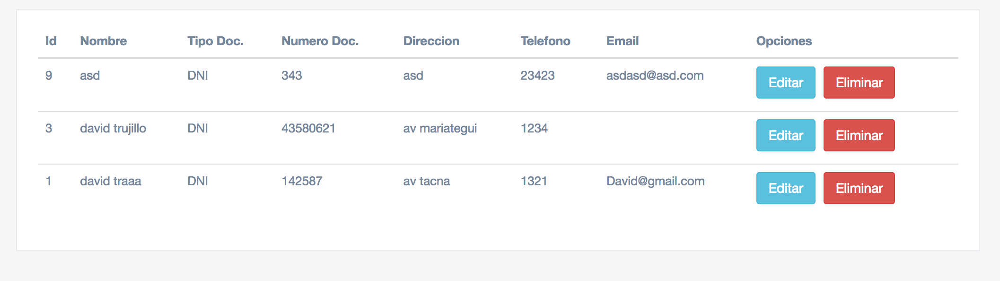 Id Nombre Tipo Doc. Numero Doc. Direccion Telefono Email Opciones
9 asd DNI 343 asd 23423 asdasd@asd.com Editar Eliminar
3 david trujillo DNI 43580621 av mariategui 1234 Editar Eliminar
1 david traaa DNI 142587 av tacna 1321 David@gmail.com Editar Eliminar